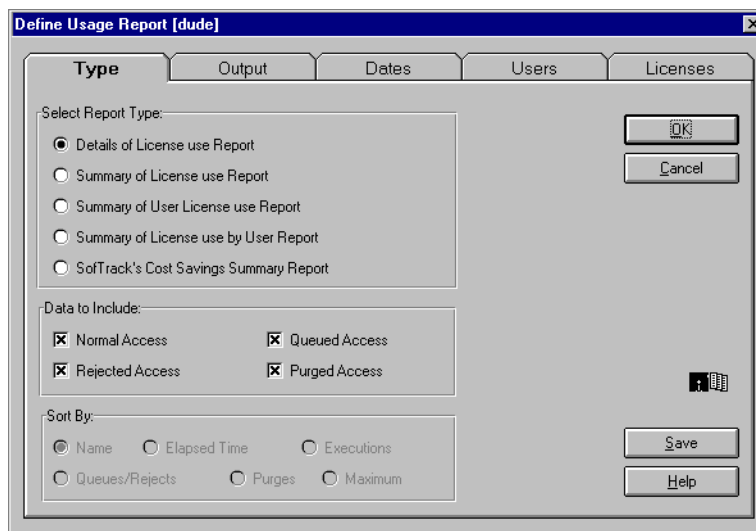 Define Usage Report [dude]
Type Output Dates Users Licenses
Select Report Type:
Details of License use Report
Summary of License use Report
Summary of User License use Report
Summary of License use by User Report
SofTrack's Cost Savings Summary Report
OK
Cancel
Data to Include:
Normal Access Queued Access
Rejected Access Purged Access
Sort By:
Name Elapsed Time Executions
Queues/Rejects Purges Maximum
Save
Help